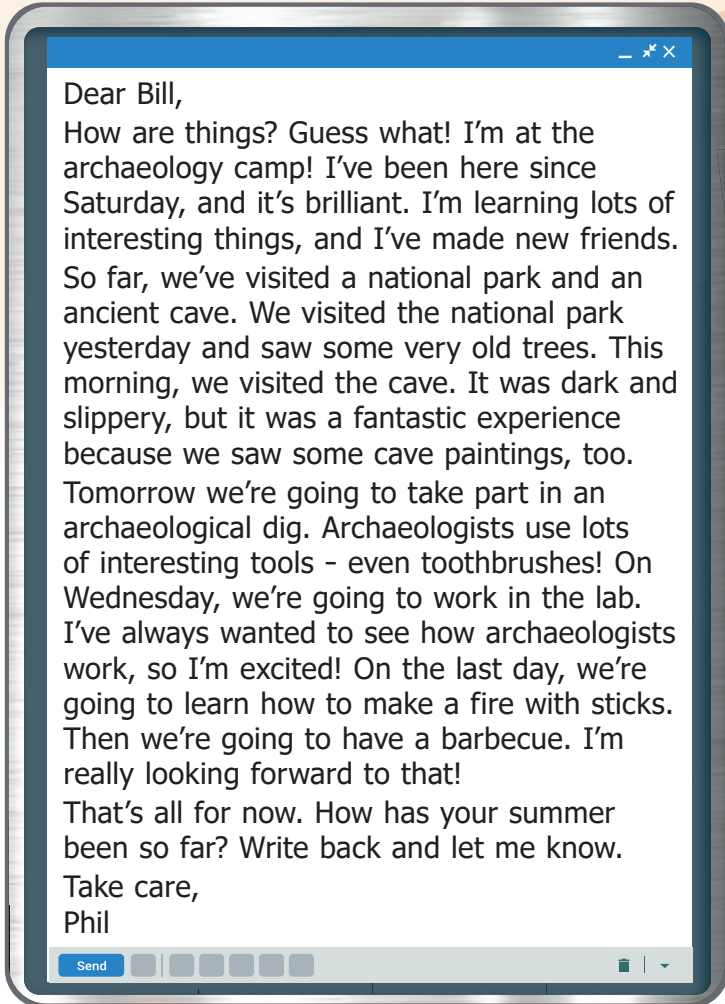 Dear Bill,
How are things? Guess what! I'm at the
archaeology camp! I've been here since
Saturday, and it's brilliant. I'm learning lots of
interesting things, and I've made new friends.
So far, we've visited a national park and an
ancient cave. We visited the national park
yesterday and saw some very old trees. This
morning, we visited the cave. It was dark and
slippery, but it was a fantastic experience
because we saw some cave paintings, too.
Tomorrow we're going to take part in an
archaeological dig. Archaeologists use lots
of interesting tools - even toothbrushes! On
Wednesday, we're going to work in the lab.
I've always wanted to see how archaeologists
work, so I'm excited! On the last day, we're
going to learn how to make a fire with sticks.
Then we're going to have a barbecue. I'm
really looking forward to that!
That's all for now. How has your summer
been so far? Write back and let me know.
Take care,
Phil
Send